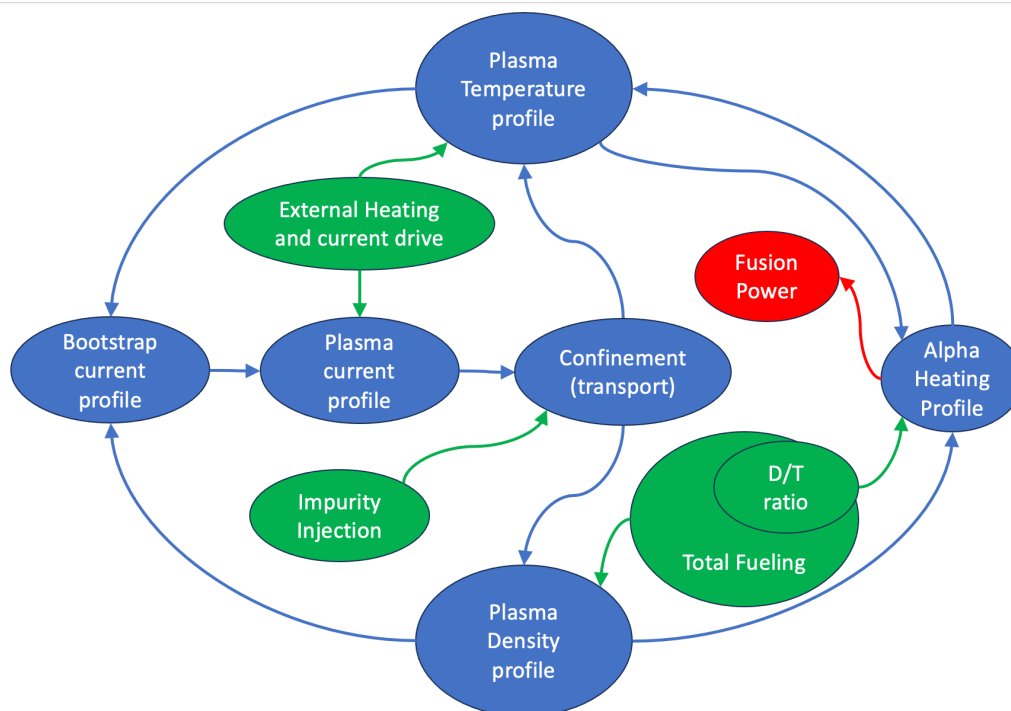 Plasma
Temperature
profile
External Heating
and current drive
Fusion
Power
Bootstrap
current
profile
Plasma
current
profile
Confinement
(transport)
Alpha
Heating
Profile
Impurity
Injection
D/T
ratio
Total Fueling
Plasma
Density
profile